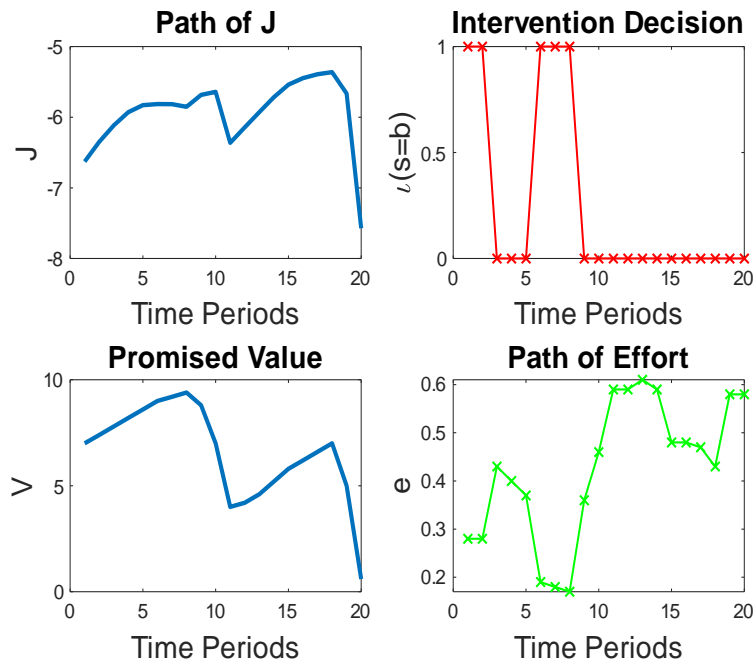 Path of J
-5
-6
-7
-8
J
0
5
10
15
20
Time Periods
Intervention Decision
1
0.5
0
ι(s=b)
0
5
10
15
20
Time Periods
Promised Value
10
5
0
V
0
5
10
15
20
Time Periods
Path of Effort
0.6
0.5
0.4
0.3
0.2
e
0
5
10
15
20
Time Periods